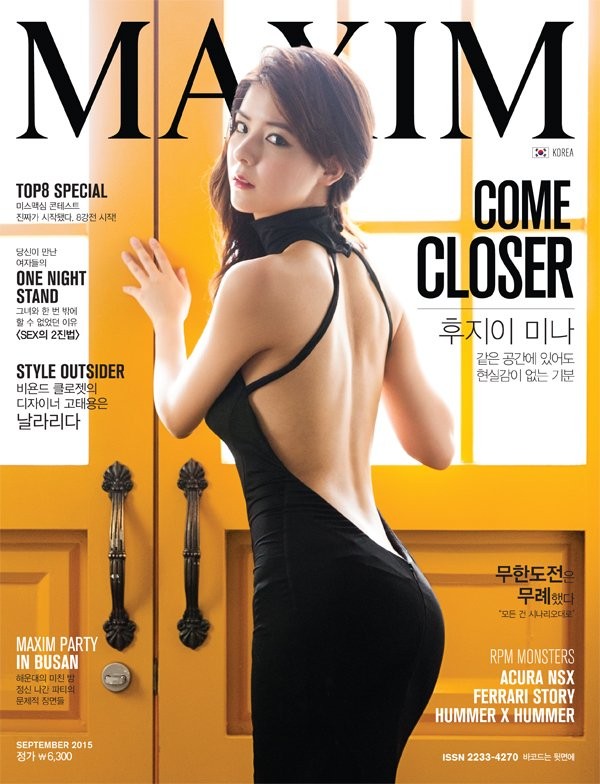 MAXIM
KOREA
TOP8 SPECIAL
미스맥심 콘테스트
진짜가 시작됐다, 8강전 시작!
당신이 만난
여자들의
ONE NIGHT
STAND
그녀와 한 번 밖에
할 수 없었던 이유
〈SEX의 2진법〉
STYLE OUTSIDER
비욘드 클로젯의
디자이너 고태용은
날라리다
COME
CLOSER
후지이 미나
같은 공간에 있어도
현실감이 없는 기분
무한도전은
무례했다
"모든 건 시나리오대로"
RPM MONSTERS
ACURA NSX
FERRARI STORY
HUMMER X HUMMER
MAXIM PARTY
IN BUSAN
해운대의 미친 밤
정신 나간 파티의
문제적 장면들
SEPTEMBER 2015
정가 ₩6,300
ISSN 2233-4270 바코드는 뒷면에